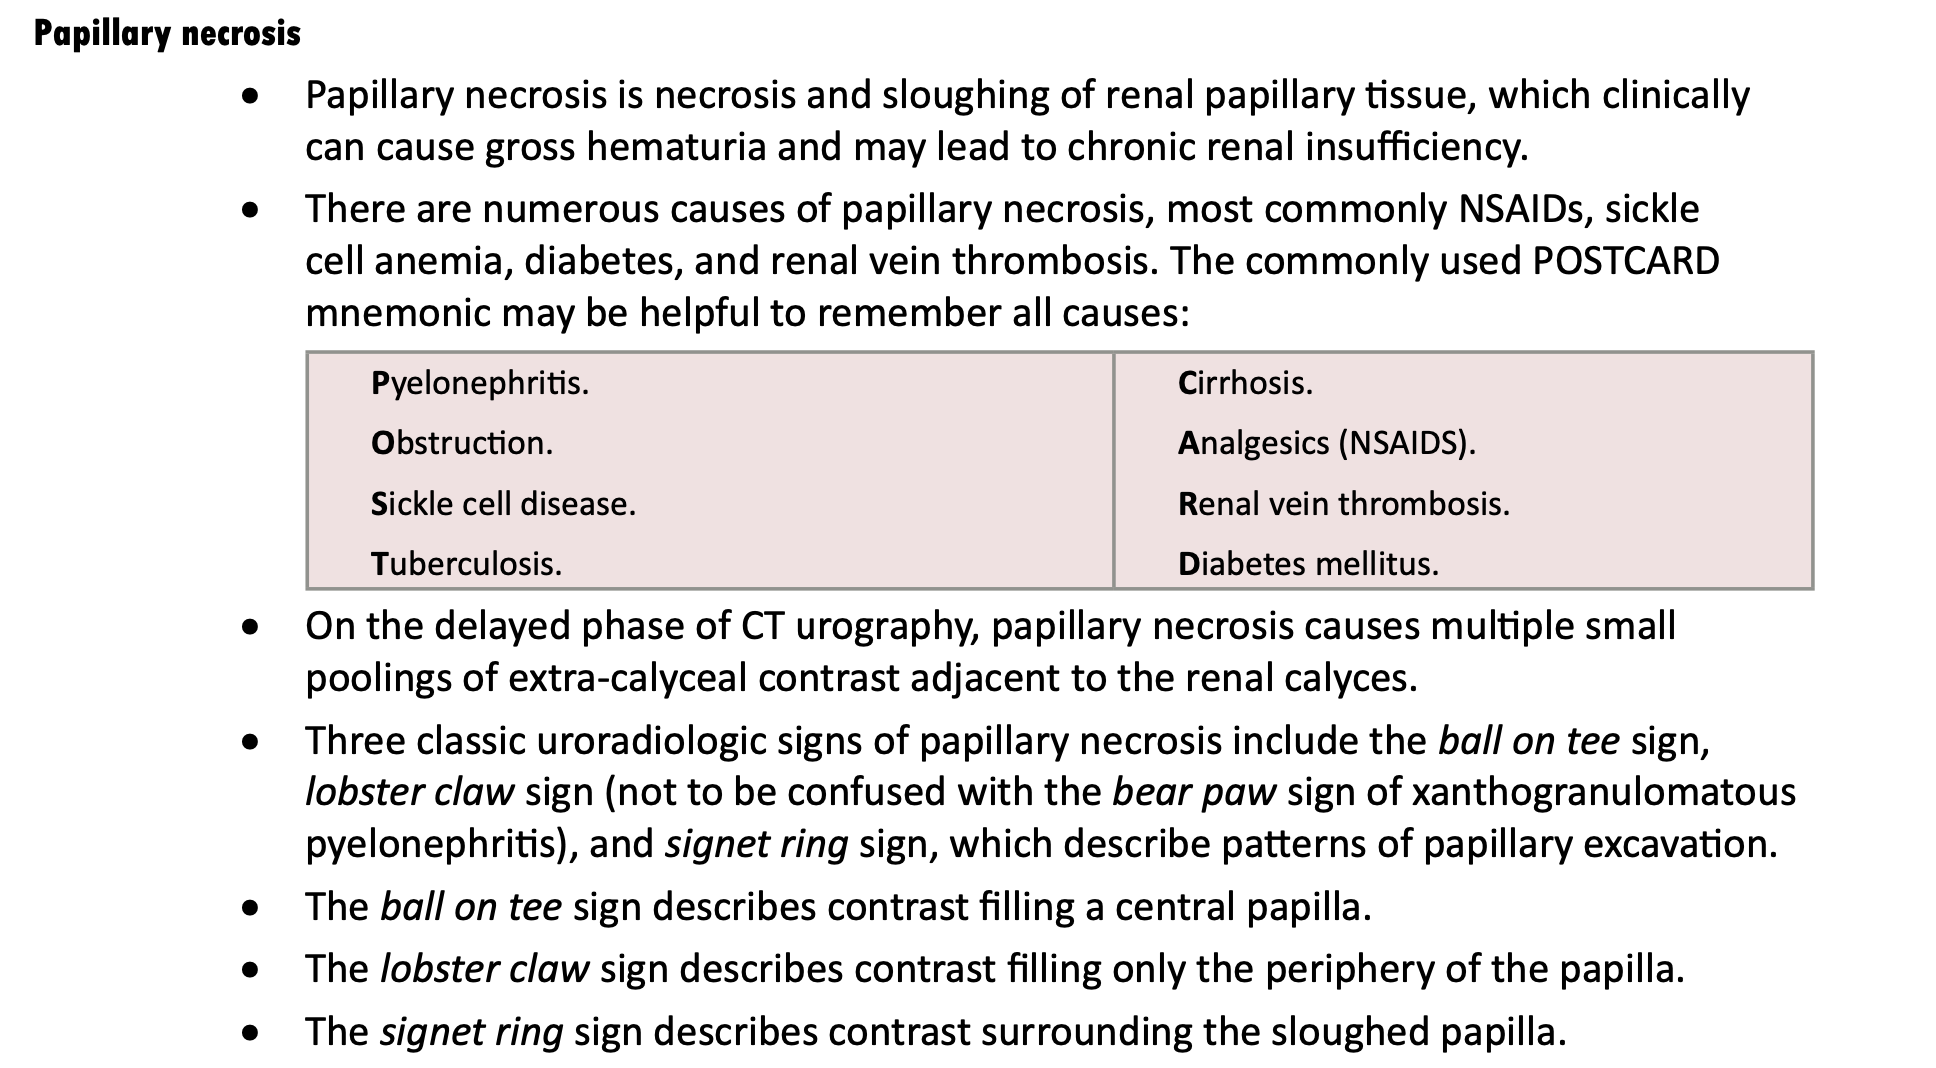 Papillary necrosis
• Papillary necrosis is necrosis and sloughing of renal papillary tissue, which clinically
can cause gross hematuria and may lead to chronic renal insufficiency.
• There are numerous causes of papillary necrosis, most commonly NSAIDs, sickle
cell anemia, diabetes, and renal vein thrombosis. The commonly used POSTCARD
mnemonic may be helpful to remember all causes:
Pyelonephritis.
Obstruction.
Sickle cell disease.
Tuberculosis.
Cirrhosis.
Analgesics (NSAIDS).
Renal vein thrombosis.
Diabetes mellitus.
• On the delayed phase of CT urography, papillary necrosis causes multiple small
poolings of extra-calyceal contrast adjacent to the renal calyces.
• Three classic uroradiologic signs of papillary necrosis include the ball on tee sign,
lobster claw sign (not to be confused with the bear paw sign of xanthogranulomatous
pyelonephritis), and signet ring sign, which describe patterns of papillary excavation.
• The ball on tee sign describes contrast filling a central papilla.
• The lobster claw sign describes contrast filling only the periphery of the papilla.
• The signet ring sign describes contrast surrounding the sloughed papilla.